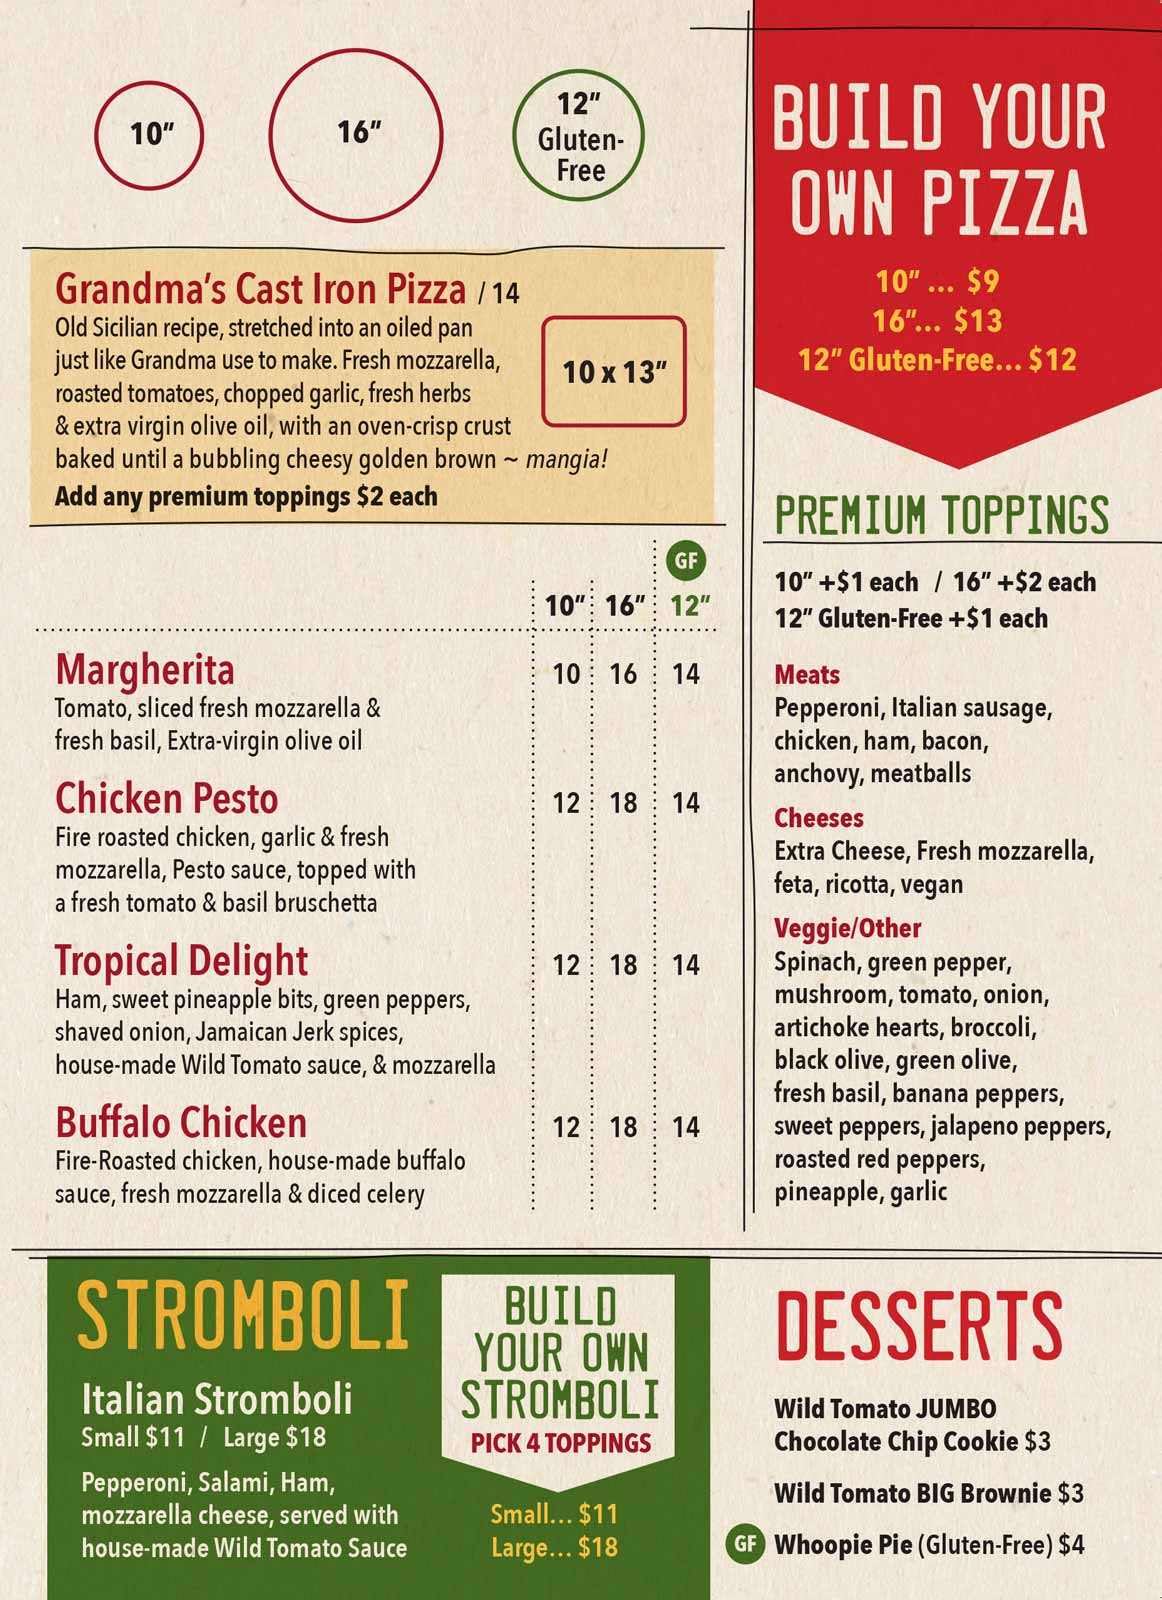 10”
16”
12”
Gluten-
Free
Grandma’s Cast Iron Pizza / 14
Old Sicilian recipe, stretched into an oiled pan
just like Grandma use to make. Fresh mozzarella,
roasted tomatoes, chopped garlic, fresh herbs
& extra virgin olive oil, with an oven-crisp crust
baked until a bubbling cheesy golden brown ~ mangia!
Add any premium toppings $2 each
10 x 13”
GF
10” 16” 12”
Margherita 10 16 14
Tomato, sliced fresh mozzarella &
fresh basil, Extra-virgin olive oil
Chicken Pesto 12 18 14
Fire roasted chicken, garlic & fresh
mozzarella, Pesto sauce, topped with
a fresh tomato & basil bruschetta
Tropical Delight 12 18 14
Ham, sweet pineapple bits, green peppers,
shaved onion, Jamaican Jerk spices,
house-made Wild Tomato sauce, & mozzarella
Buffalo Chicken 12 18 14
Fire-Roasted chicken, house-made buffalo
sauce, fresh mozzarella & diced celery
BUILD YOUR
OWN PIZZA
10” ... $9
16”... $13
12” Gluten-Free... $12
PREMIUM TOPPINGS
10” +$1 each / 16” +$2 each
12” Gluten-Free +$1 each
Meats
Pepperoni, Italian sausage,
chicken, ham, bacon,
anchovy, meatballs
Cheeses
Extra Cheese, Fresh mozzarella,
feta, ricotta, vegan
Veggie/Other
Spinach, green pepper,
mushroom, tomato, onion,
artichoke hearts, broccoli,
black olive, green olive,
fresh basil, banana peppers,
sweet peppers, jalapeno peppers,
roasted red peppers,
pineapple, garlic
STROMBOLI
Italian Stromboli
Small $11 / Large $18
Pepperoni, Salami, Ham,
mozzarella cheese, served with
house-made Wild Tomato Sauce
BUILD
YOUR OWN
STROMBOLI
PICK 4 TOPPINGS
Small... $11
Large... $18
DESSERTS
Wild Tomato JUMBO
Chocolate Chip Cookie $3
Wild Tomato BIG Brownie $3
GF Whoopie Pie (Gluten-Free) $4